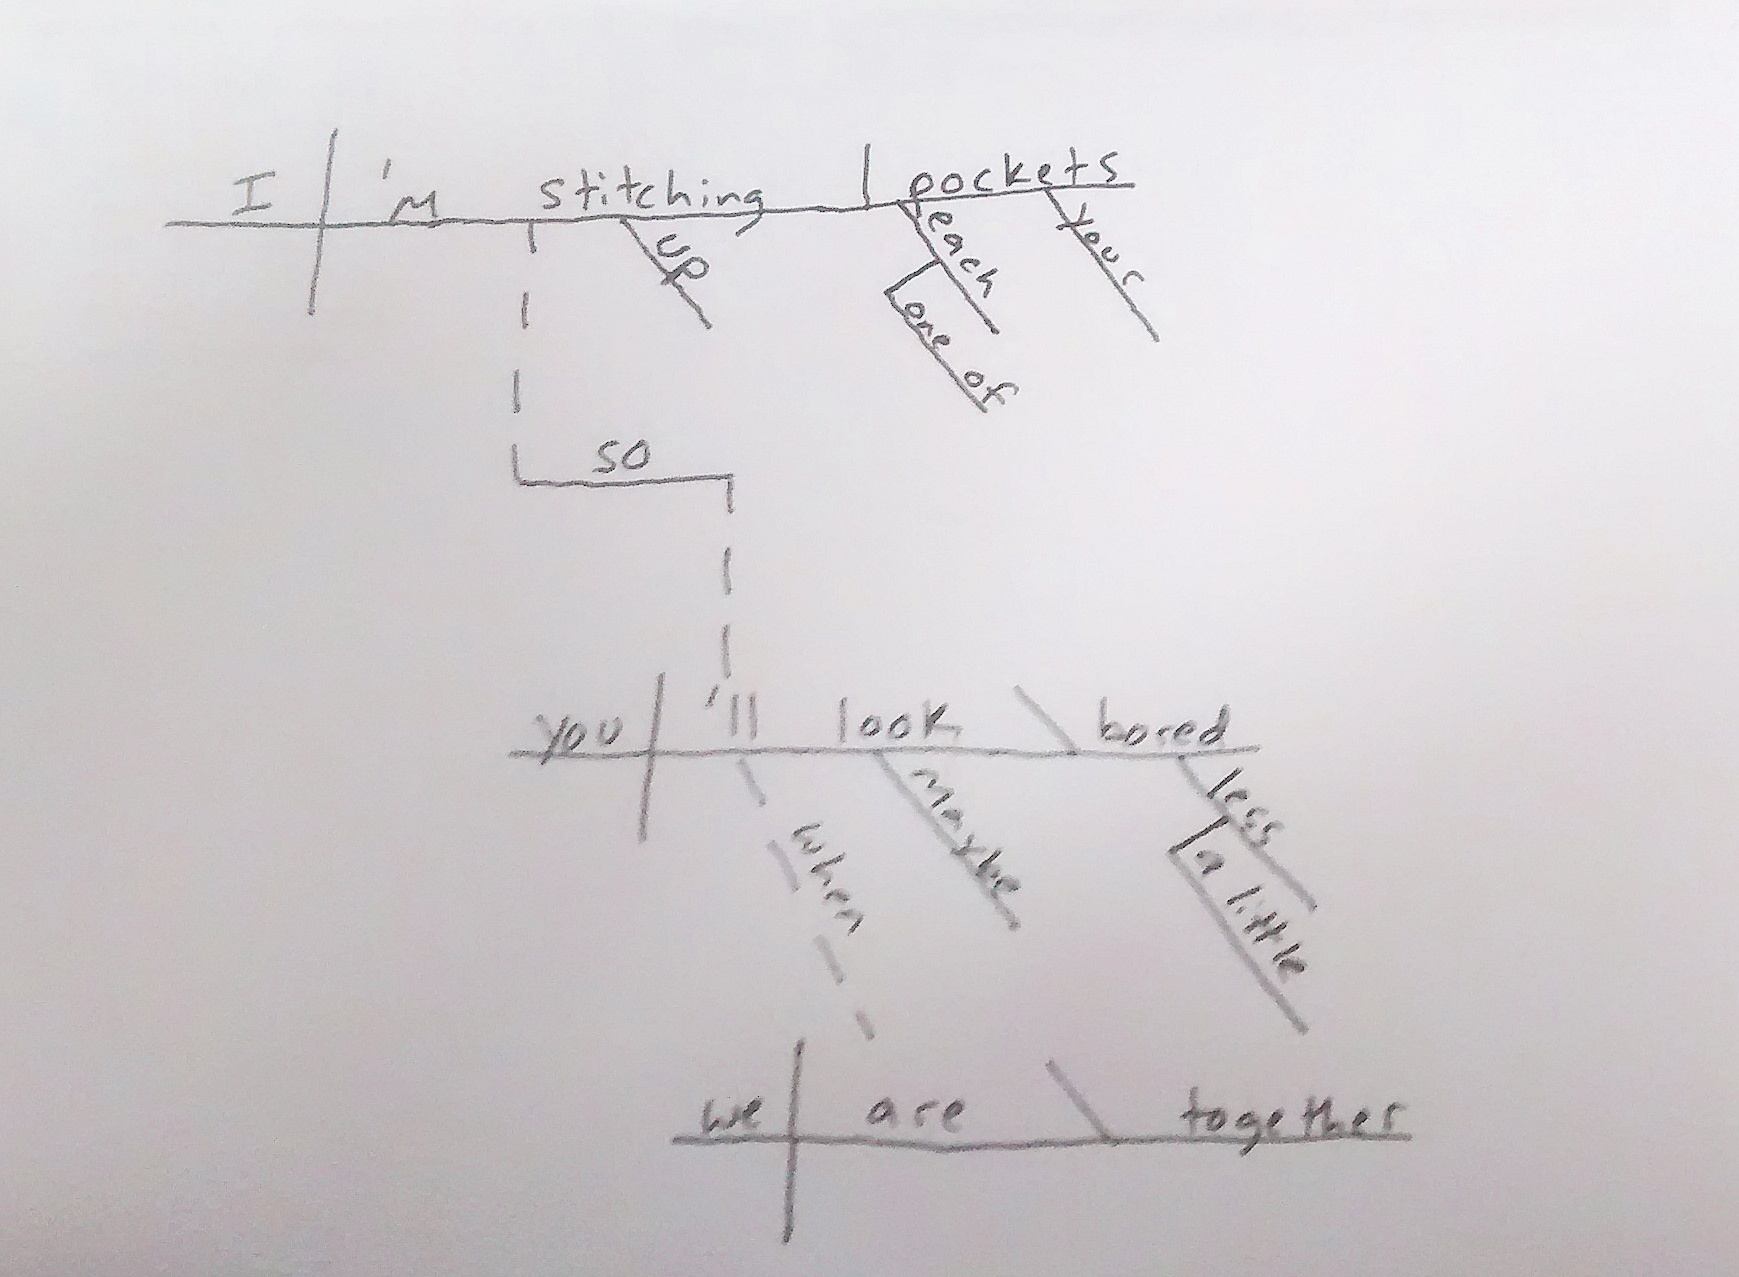 I 'm stitching pockets
up each your
one of
so
you 'll look bored
when maybe less
a little
we are together